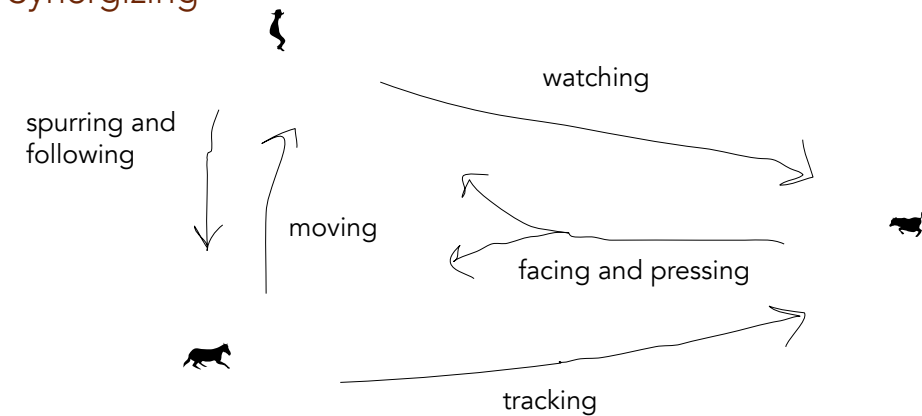 synergizing
watching
spurring and
following
moving
facing and pressing
tracking